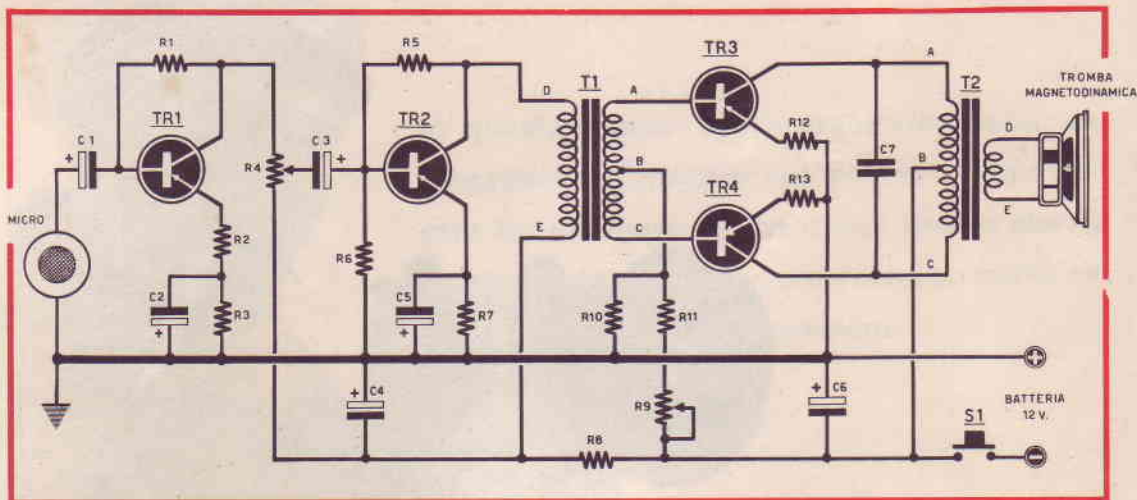 R1
R5
TR3
A
T1
T2
TROMBA
MAGNETODINAMICA
TR1
D
A
C1
+
TR2
R12
D
R4
C3
+
B
C7
B
R13
MICRO
TR4
E
E
C
R2
R6
C
C2
+
R3
C5
+
R7
R10
R11
+
+
C4
R9
+
C6
BATTERIA
12 V.
S1
R8
-